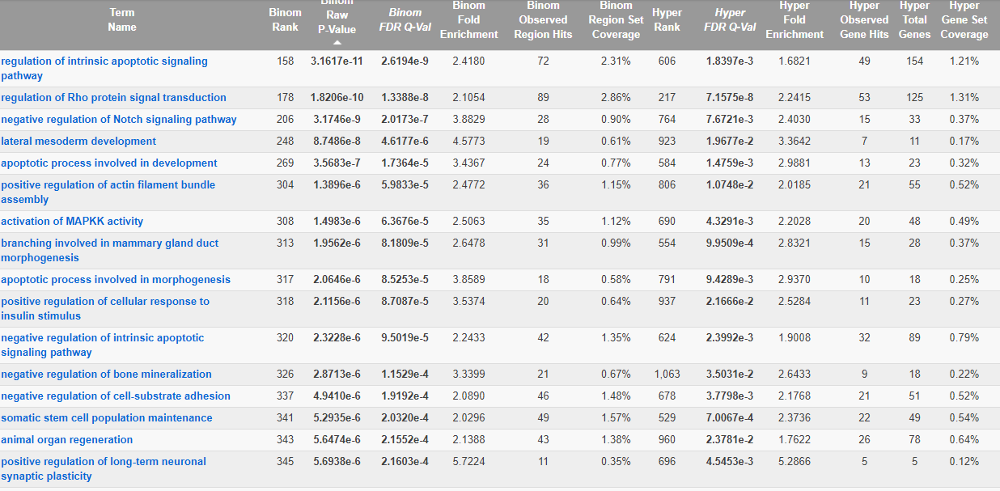 Term Name Binom Rank Binom Raw P-Value Binom FDR Q-Val Binom Fold Enrichment Binom Observed Region Hits Binom Region Set Coverage Hyper Rank Hyper FDR Q-Val Hyper Fold Enrichment Hyper Observed Gene Hits Hyper Total Genes Hyper Gene Set Coverage
regulation of intrinsic apoptotic signaling pathway 158 3.1617e-11 2.6194e-9 2.4180 72 2.31% 606 1.8397e-3 1.6821 49 154 1.21%
regulation of Rho protein signal transduction 178 1.8206e-10 1.3388e-8 2.1054 89 2.86% 217 7.1575e-8 2.2415 53 125 1.31%
negative regulation of Notch signaling pathway 206 3.1746e-9 2.0173e-7 3.8829 28 0.90% 764 7.6721e-3 2.4030 15 33 0.37%
lateral mesoderm development 248 8.7486e-8 4.6177e-6 4.5773 19 0.61% 923 1.9677e-2 3.3642 7 11 0.17%
apoptotic process involved in development 269 3.5683e-7 1.7364e-5 3.4367 24 0.77% 584 1.4759e-3 2.9881 13 23 0.32%
positive regulation of actin filament bundle assembly 304 1.3896e-6 5.9833e-5 2.4772 36 1.15% 806 1.0748e-2 2.0185 21 55 0.52%
activation of MAPKK activity 308 1.4983e-6 6.3676e-5 2.5063 35 1.12% 690 4.3291e-3 2.2028 20 48 0.49%
branching involved in mammary gland duct morphogenesis 313 1.9562e-6 8.1809e-5 2.6478 31 0.99% 554 9.9509e-4 2.8321 15 28 0.37%
apoptotic process involved in morphogenesis 317 2.0646e-6 8.5253e-5 3.8589 18 0.58% 791 9.4289e-3 2.9370 10 18 0.25%
positive regulation of cellular response to insulin stimulus 318 2.1156e-6 8.7087e-5 3.5374 20 0.64% 937 2.1666e-2 2.5284 11 23 0.27%
negative regulation of intrinsic apoptotic signaling pathway 320 2.3228e-6 9.5019e-5 2.2433 42 1.35% 624 2.3992e-3 1.9008 32 89 0.79%
negative regulation of bone mineralization 326 2.8713e-6 1.1529e-4 3.3399 21 0.67% 1,063 3.5031e-2 2.6433 9 18 0.22%
negative regulation of cell-substrate adhesion 337 4.9410e-6 1.9192e-4 2.0890 46 1.48% 678 3.7798e-3 2.1768 21 51 0.52%
somatic stem cell population maintenance 341 5.2935e-6 2.0320e-4 2.0296 49 1.57% 529 7.0067e-4 2.3736 22 49 0.54%
animal organ regeneration 343 5.6474e-6 2.1552e-4 2.1388 43 1.38% 960 2.3781e-2 1.7622 26 78 0.64%
positive regulation of long-term neuronal synaptic plasticity 345 5.6938e-6 2.1603e-4 5.7224 11 0.35% 696 4.5453e-3 5.2866 5 5 0.12%